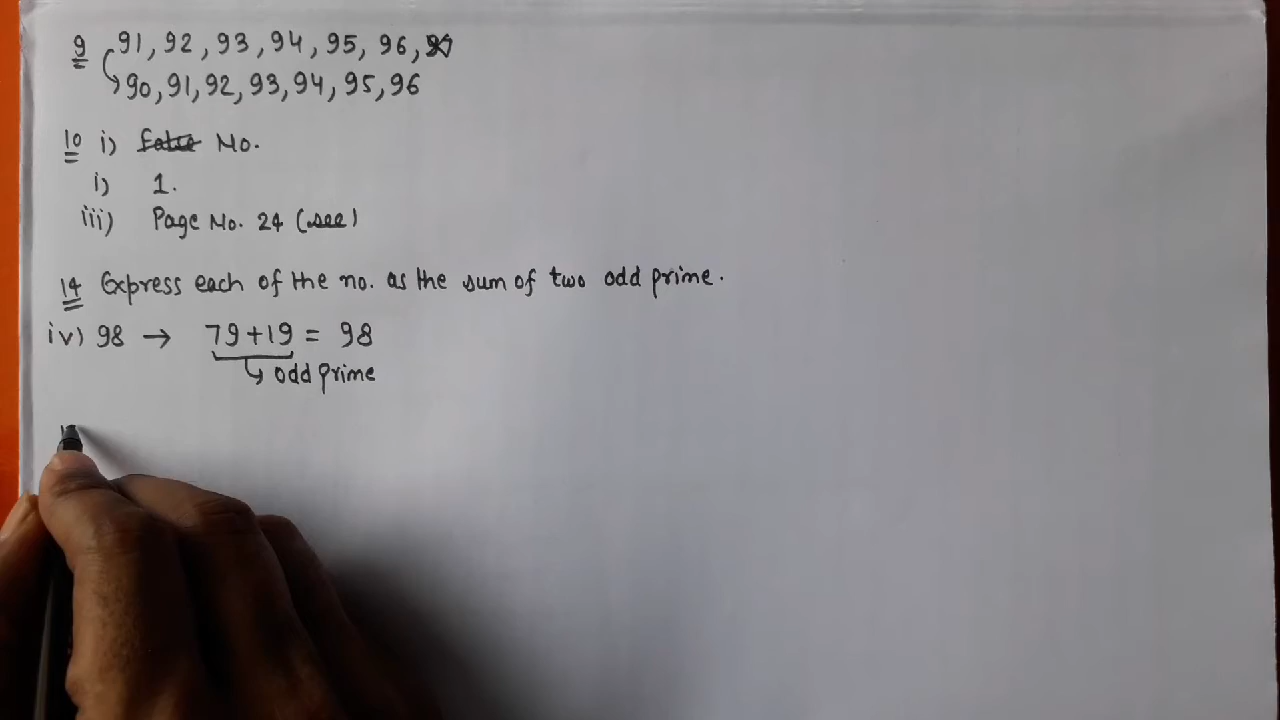 9 91, 92, 93, 94, 95, 96,
90, 91, 92, 93, 94, 95, 96
10 i) No.
i) 1.
iii) Page No. 24 (see)
14 Express each of the no. as the sum of two odd prime.
iv) 98 → 79+19 = 98
odd prime